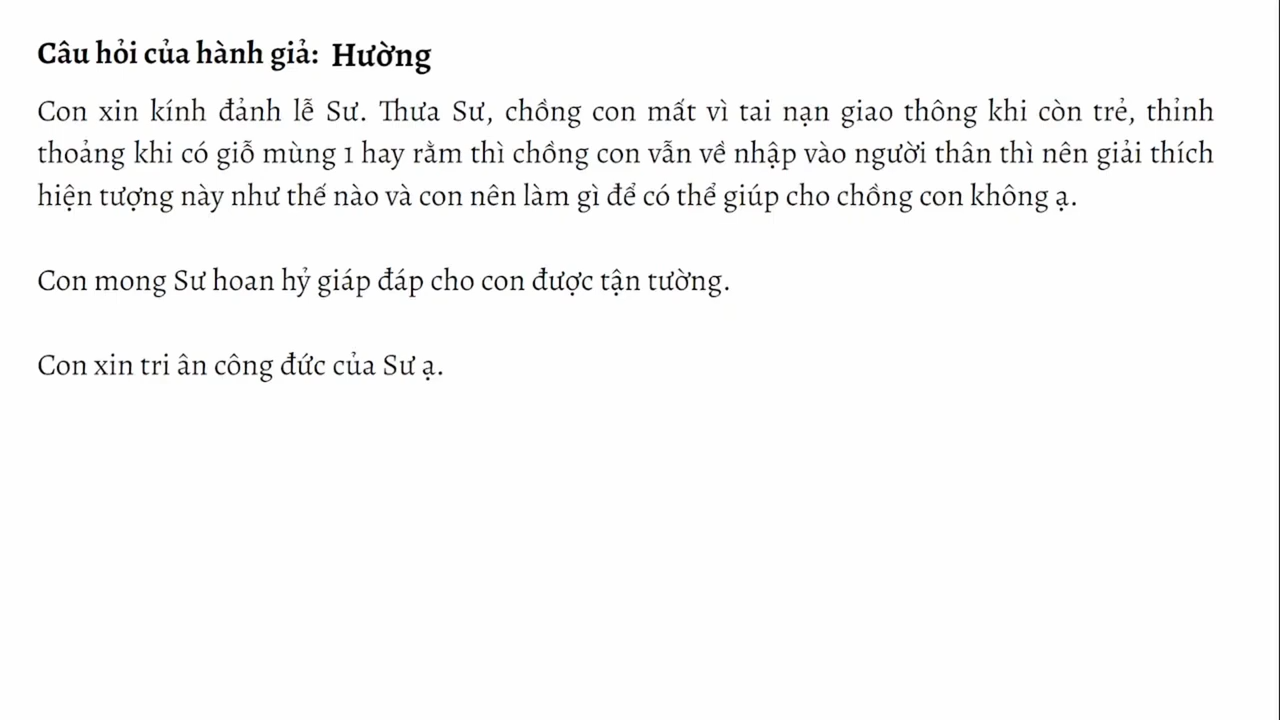 Câu hỏi của hành giả: Hường
Con xin kính đảnh lễ Sư. Thưa Sư, chồng con mất vì tai nạn giao thông khi còn trẻ, thỉnh
thoảng khi có giỗ mùng 1 hay rằm thì chồng con vẫn về nhập vào người thân thì nên giải thích
hiện tượng này như thế nào và con nên làm gì để có thể giúp cho chồng con không ạ.
Con mong Sư hoan hỷ giáp đáp cho con được tận tường.
Con xin tri ân công đức của Sư ạ.